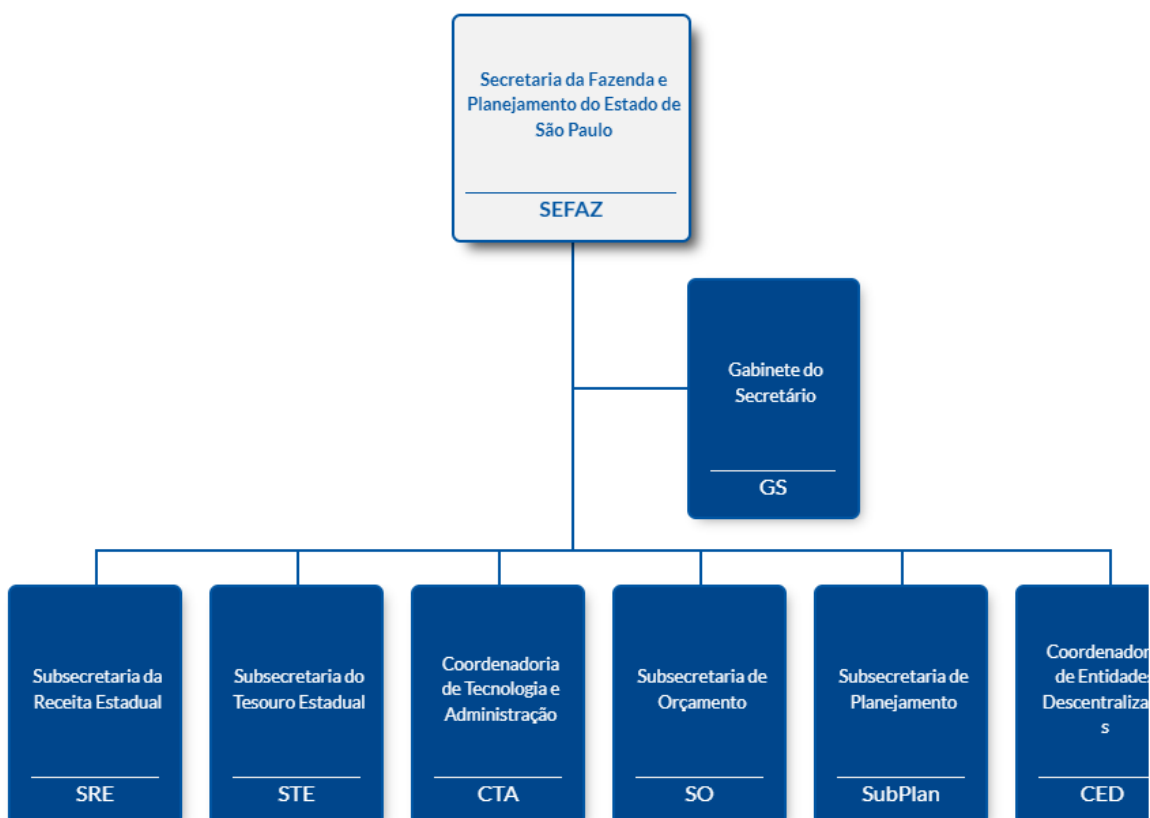 Secretaria da Fazenda e
Planejamento do Estado de
São Paulo
SEFAZ
Gabinete do
Secretário
GS
Subsecretaria da
Receita Estadual
SRE
Subsecretaria do
Tesouro Estadual
STE
Coordenadoria
de Tecnologia e
Administração
CTA
Subsecretaria de
Orçamento
SO
Subsecretaria de
Planejamento
SubPlan
Coordenador
de Entidades
Descentraliza
s
CED